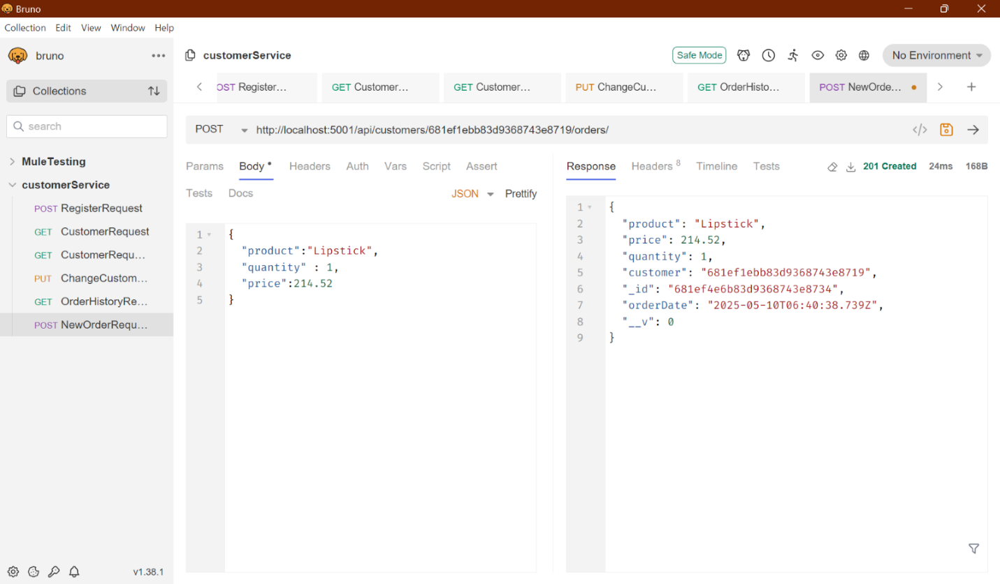 Bruno
Collection Edit View Window Help
bruno
customerService
Safe Mode
No Environment
Collections
OST Register...
GET Customer...
GET Customer...
PUT ChangeCu...
GET OrderHisto...
POST NewOrde...
search
POST http://localhost:5001/api/customers/681ef1ebb83d9368743e8719/orders/
MuleTesting
customerService
POST RegisterRequest
GET CustomerRequest
GET CustomerRequ...
PUT ChangeCustom...
GET OrderHistoryRe...
POST NewOrderRequ...
Params Body Headers Auth Vars Script Assert
Tests Docs
JSON Prettify
1 {
2 "product":"Lipstick",
3 "quantity" : 1,
4 "price":214.52
5 }
Response Headers 8 Timeline Tests
201 Created 24ms 168B
1 {
2 "product": "Lipstick",
3 "price": 214.52,
4 "quantity": 1,
5 "customer": "681ef1ebb83d9368743e8719",
6 "_id": "681ef4e6b83d9368743e8734",
7 "orderDate": "2025-05-10T06:40:38.739Z",
8 "__v": 0
9 }
v1.38.1